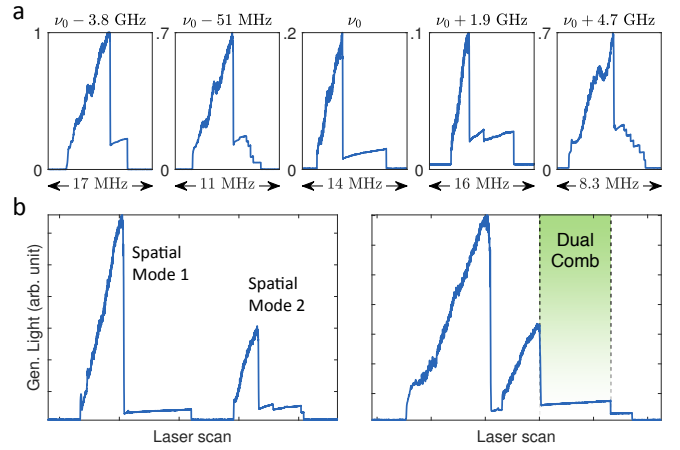 a
ν₀ − 3.8 GHz
ν₀ − 51 MHz
ν₀
ν₀ + 1.9 GHz
ν₀ + 4.7 GHz
1
.7
.2
.1
.7
0
0
0
0
0
17 MHz
11 MHz
14 MHz
16 MHz
8.3 MHz
b
Gen. Light (arb. unit)
Spatial
Mode 1
Spatial
Mode 2
Dual
Comb
Laser scan
Laser scan